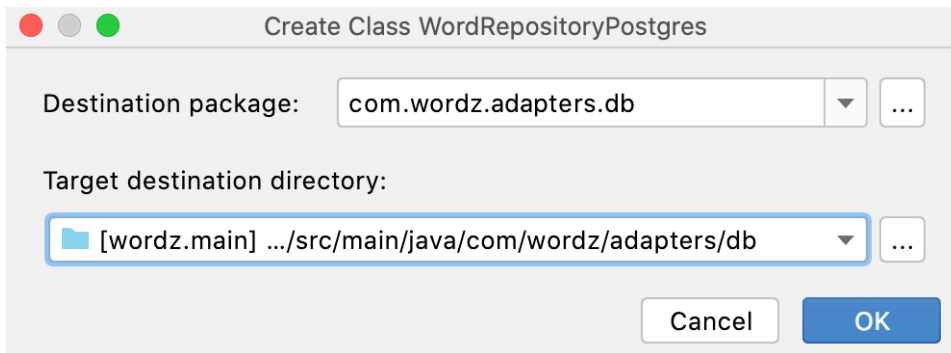 Create Class WordRepositoryPostgres
Destination package: com.wordz.adapters.db ...
Target destination directory:
[wordz.main] .../src/main/java/com/wordz/adapters/db ...
Cancel OK